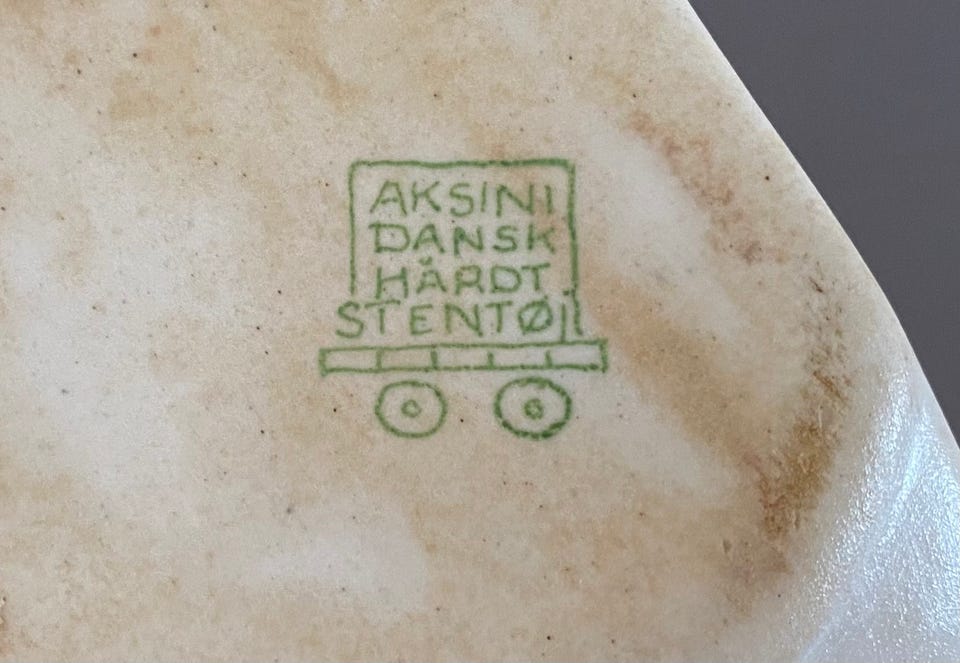 AKSINI
DANSK
HÅRDT
STENTØJ